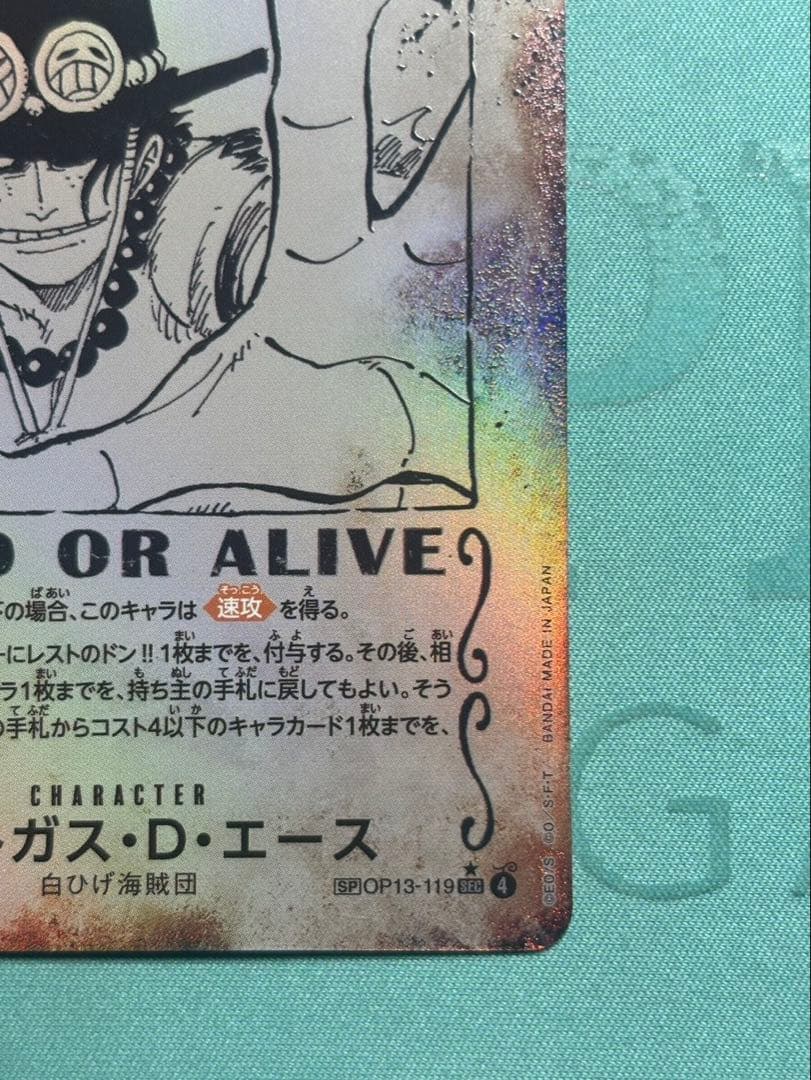 OR ALIVE
の場合、このキャラは 速攻 を得る。
ーにレストのドン!!1枚までを、付与する。その後、相
ラ1枚までを、持ち主の手札に戻してもよい。そう
手札からコスト4以下のキャラカード1枚までを、
CHARACTER
ガス・D・エース
白ひげ海賊団
SP OP13-119 SEC 4
©EO/S, ©O, S・F・T BANDAI MADE IN JAPAN
G